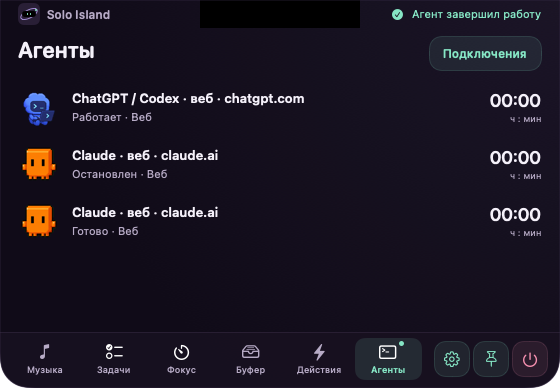 Solo Island
Агент завершил работу
Агенты
Подключения
ChatGPT / Codex · веб · chatgpt.com
Работает · Веб
00:00
ч : мин
Claude · веб · claude.ai
Остановлен · Веб
00:00
ч : мин
Claude · веб · claude.ai
Готово · Веб
00:00
ч : мин
Музыка
Задачи
Фокус
Буфер
Действия
Агенты